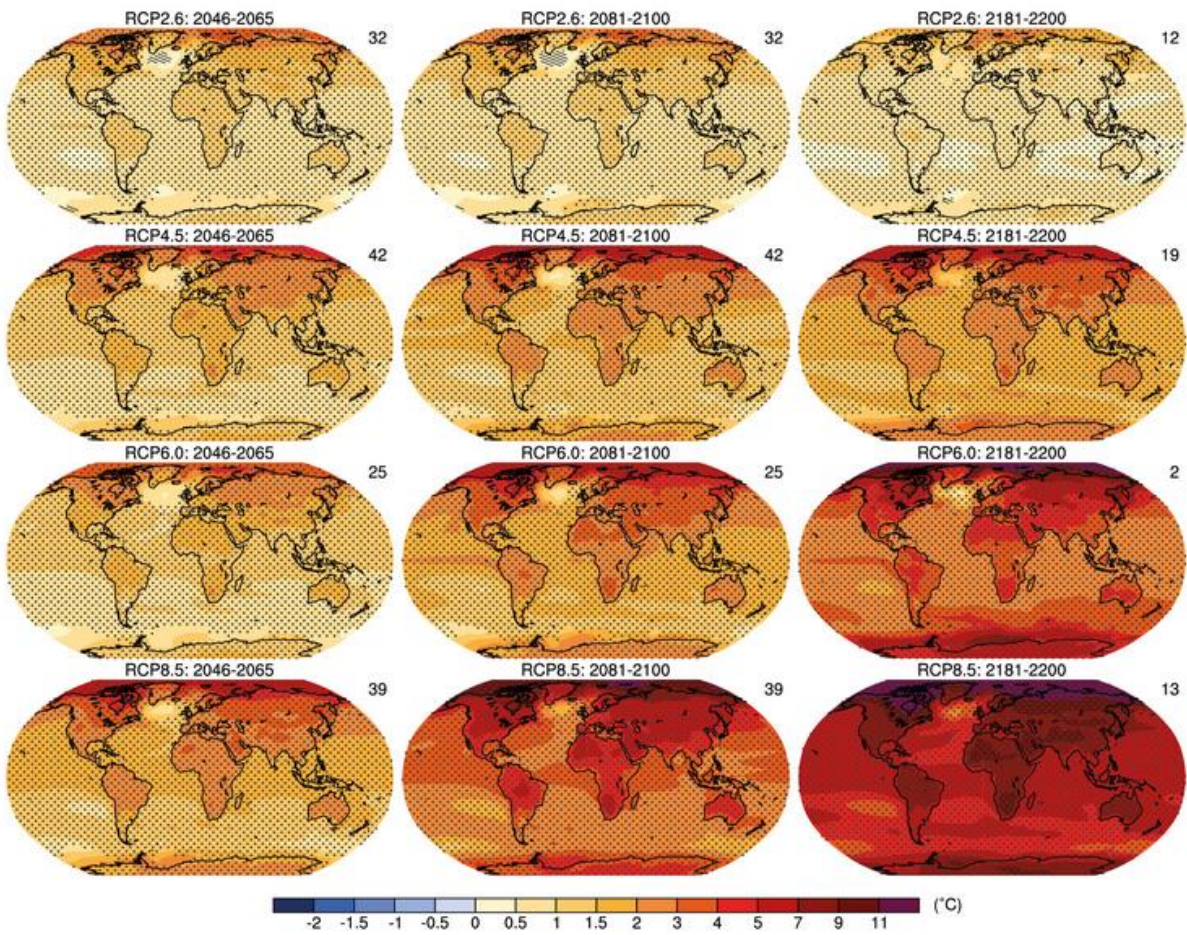 RCP2.6: 2046-2065
32
RCP2.6: 2081-2100
32
RCP2.6: 2181-2200
12
RCP4.5: 2046-2065
42
RCP4.5: 2081-2100
42
RCP4.5: 2181-2200
19
RCP6.0: 2046-2065
25
RCP6.0: 2081-2100
25
RCP6.0: 2181-2200
2
RCP8.5: 2046-2065
39
RCP8.5: 2081-2100
39
RCP8.5: 2181-2200
13
(°C)
-2 -1.5 -1 -0.5 0 0.5 1 1.5 2 3 4 5 7 9 11